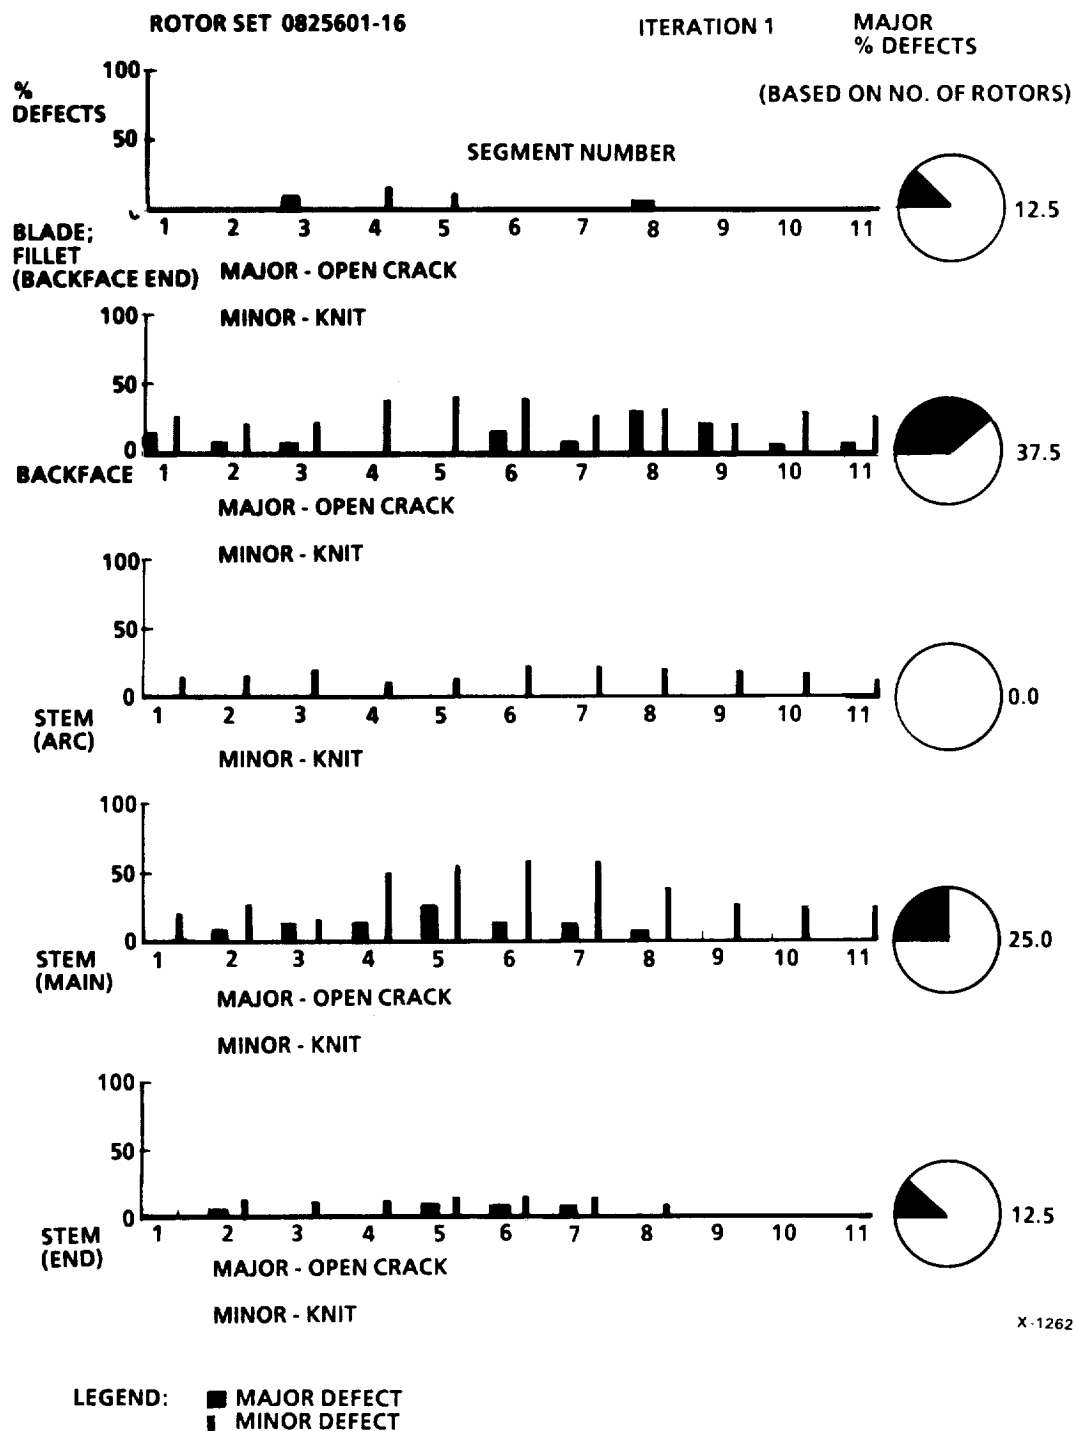 ROTOR SET 0825601-16
ITERATION 1
MAJOR
% DEFECTS
(BASED ON NO. OF ROTORS)
100
%
DEFECTS
50
SEGMENT NUMBER
12.5
1 2 3 4 5 6 7 8 9 10 11
BLADE;
FILLET
(BACKFACE END)
MAJOR - OPEN CRACK
MINOR - KNIT
100
50
0
37.5
BACKFACE
1 2 3 4 5 6 7 8 9 10 11
MAJOR - OPEN CRACK
MINOR - KNIT
100
50
0
0.0
1 2 3 4 5 6 7 8 9 10 11
STEM
(ARC)
MINOR - KNIT
100
50
0
25.0
1 2 3 4 5 6 7 8 9 10 11
STEM
(MAIN)
MAJOR - OPEN CRACK
MINOR - KNIT
100
50
0
12.5
1 2 3 4 5 6 7 8 9 10 11
STEM
(END)
MAJOR - OPEN CRACK
MINOR - KNIT
X-1262
LEGEND:
MAJOR DEFECT
MINOR DEFECT